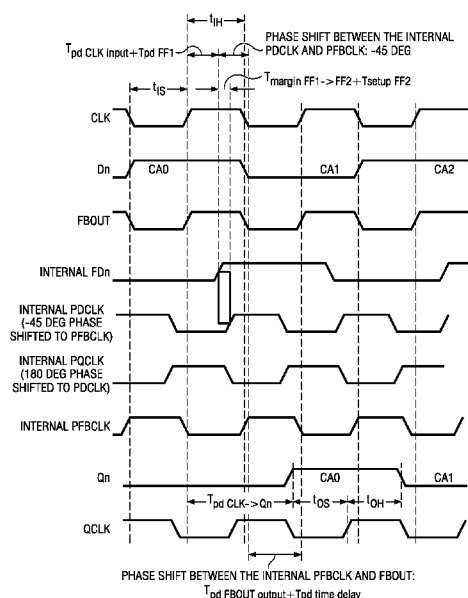 tIH
PHASE SHIFT BETWEEN THE INTERNAL
PDCLK AND PFBCLK: -45 DEG
Tpd CLK input+Tpd FF1
Tmargin FF1->FF2+Tsetup FF2
tIS
CLK
Dn
CA0
CA1
CA2
FBOUT
INTERNAL FDn
INTERNAL PDCLK
(-45 DEG PHASE
SHIFTED TO PFBCLK)
INTERNAL PQCLK
(180 DEG PHASE
SHIFTED TO PDCLK)
INTERNAL PFBCLK
Qn
CA0
CA1
Tpd CLK->Qn
tOS
tOH
QCLK
PHASE SHIFT BETWEEN THE INTERNAL PFBCLK AND FBOUT:
Tpd FBOUT output+Tpd time delay